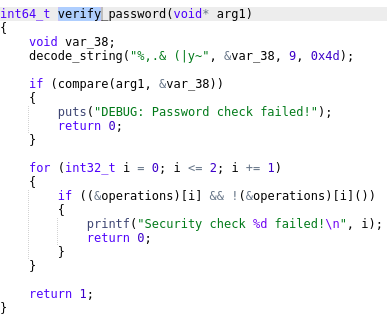 int64_t verify_password(void* arg1)
{
void var_38;
decode_string("%,.& (|y~", &var_38, 9, 0x4d);
if (compare(arg1, &var_38))
{
puts("DEBUG: Password check failed!");
return 0;
}
for (int32_t i = 0; i <= 2; i += 1)
{
if ((&operations)[i] && !(&operations)[i]())
{
printf("Security check %d failed!\n", i);
return 0;
}
}
return 1;
}